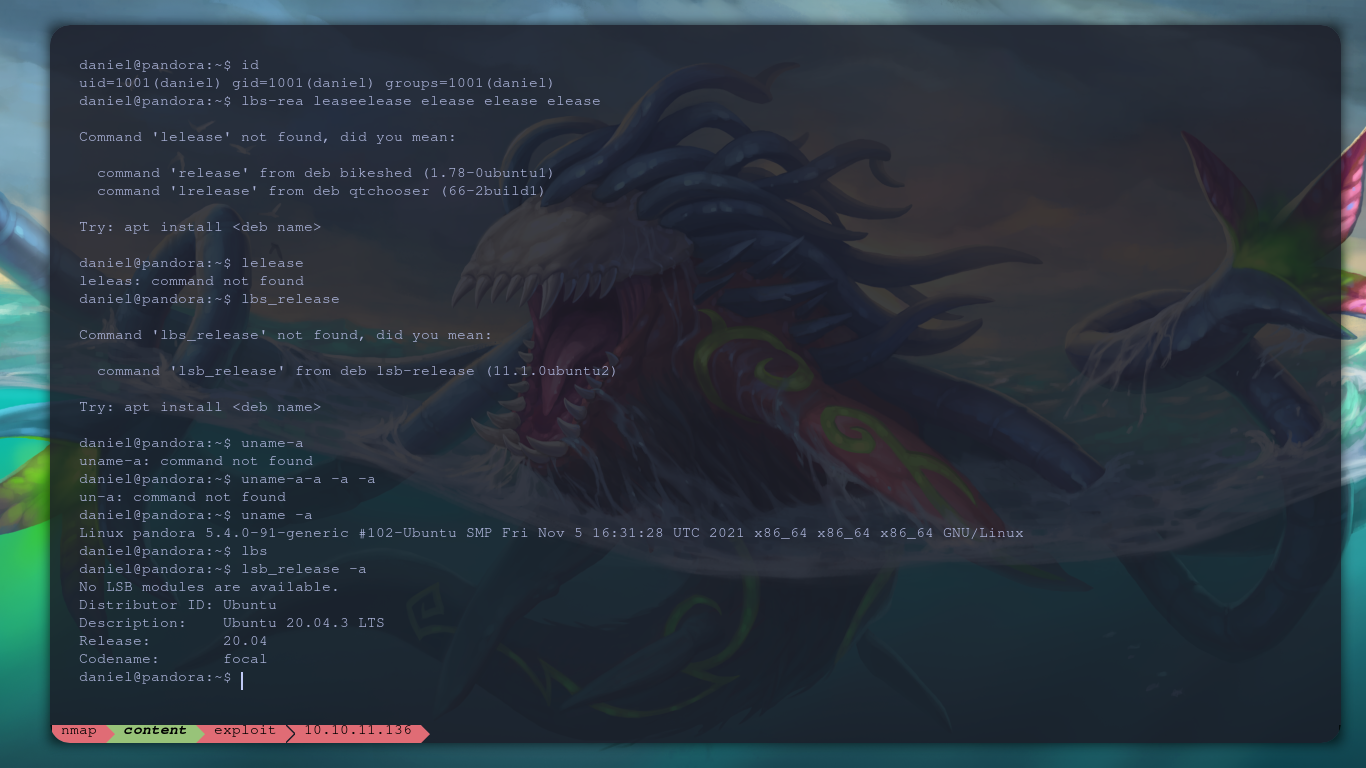 daniel@pandora:~$ id
uid=1001(daniel) gid=1001(daniel) groups=1001(daniel)
daniel@pandora:~$ lbs-rea leaseelease elease elease elease
Command 'lelease' not found, did you mean:
command 'release' from deb bikeshed (1.78-0ubuntu1)
command 'lrelease' from deb qtchooser (66-2build1)
Try: apt install <deb name>
daniel@pandora:~$ lelease
leleas: command not found
daniel@pandora:~$ lbs_release
Command 'lbs_release' not found, did you mean:
command 'lsb_release' from deb lsb-release (11.1.0ubuntu2)
Try: apt install <deb name>
daniel@pandora:~$ uname-a
uname-a: command not found
daniel@pandora:~$ uname-a-a -a -a
un-a: command not found
daniel@pandora:~$ uname -a
Linux pandora 5.4.0-91-generic #102-Ubuntu SMP Fri Nov 5 16:31:28 UTC 2021 x86_64 x86_64 x86_64 GNU/Linux
daniel@pandora:~$ lbs
daniel@pandora:~$ lsb_release -a
No LSB modules are available.
Distributor ID: Ubuntu
Description:    Ubuntu 20.04.3 LTS
Release:        20.04
Codename:       focal
daniel@pandora:~$
nmap content exploit 10.10.11.136